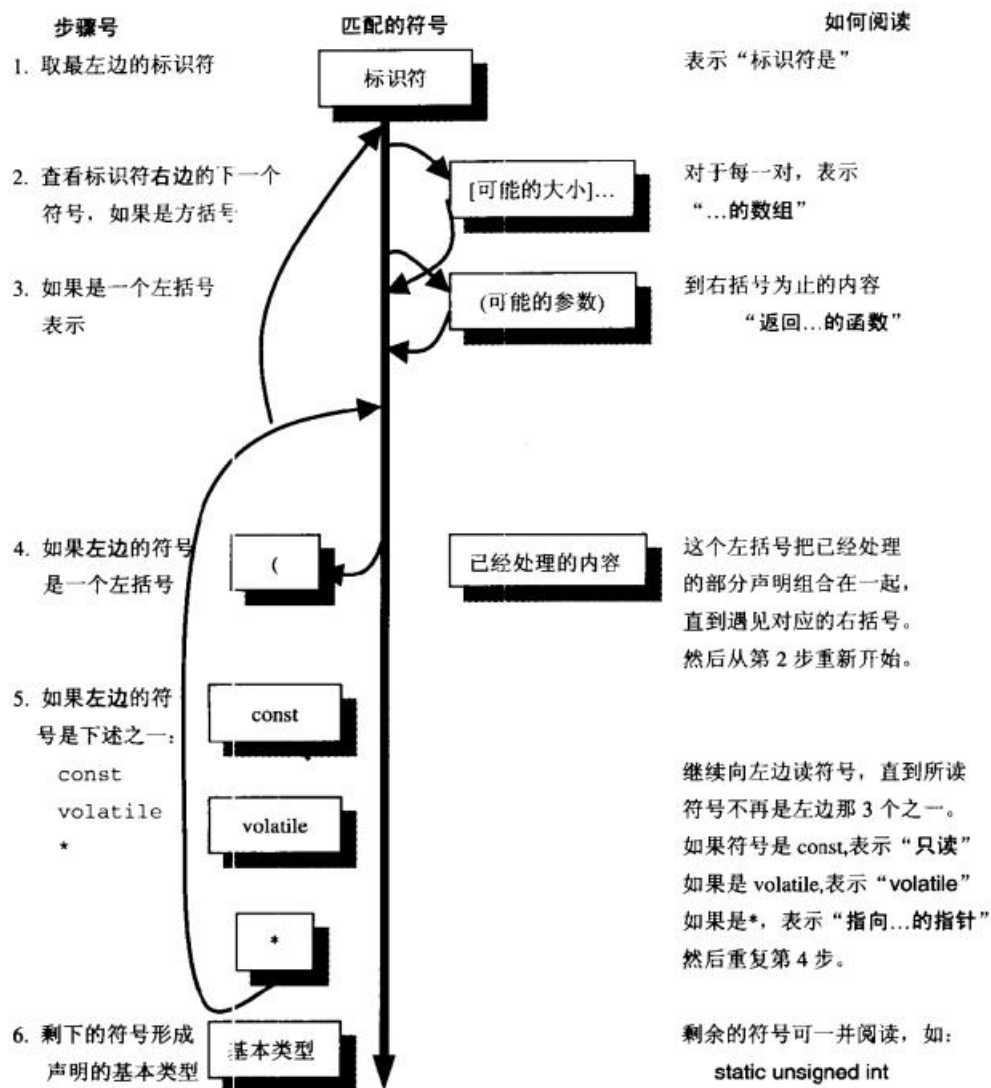 步骤号
匹配的符号
如何阅读
1. 取最左边的标识符
标识符
表示“标识符是”
2. 查看标识符右边的下一个
符号，如果是方括号
[可能的大小]...
对于每一对，表示
“...的数组”
3. 如果是一个左括号
表示
(可能的参数)
到右括号为止的内容
“返回...的函数”
4. 如果左边的符号
是一个左括号
(
已经处理的内容
这个左括号把已经处理
的部分声明组合在一起，
直到遇见对应的右括号。
然后从第2步重新开始。
5. 如果左边的符
号是下述之一：
const
volatile
*
const
volatile
*
继续向左边读符号，直到所读
符号不再是左边那3个之一。
如果符号是 const,表示“只读”
如果是 volatile,表示“volatile”
如果是*，表示“指向...的指针”
然后重复第4步。
6. 剩下的符号形成
声明的基本类型
基本类型
剩余的符号可一并阅读，如：
static unsigned int